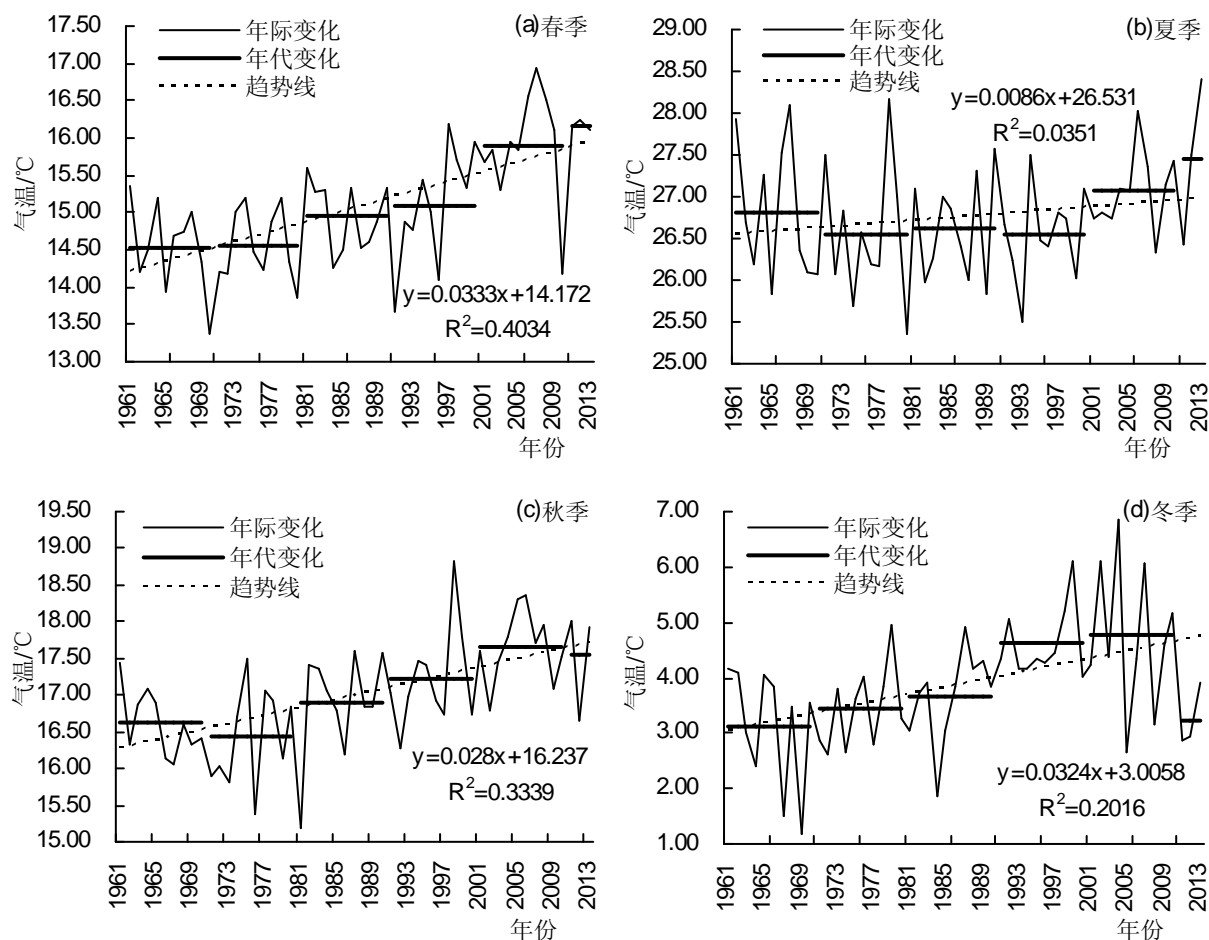 (a)春季
17.50
17.00
16.50
16.00
15.50
15.00
14.50
14.00
13.50
13.00
气温/℃
年际变化
年代变化
趋势线
y=0.0333x+14.172
R²=0.4034
1961
1965
1969
1973
1977
1981
1985
1989
1993
1997
2001
2005
2009
2013
年份
(b)夏季
29.00
28.50
28.00
27.50
27.00
26.50
26.00
25.50
25.00
气温/℃
年际变化
年代变化
趋势线
y=0.0086x+26.531
R²=0.0351
1961
1965
1969
1973
1977
1981
1985
1989
1993
1997
2001
2005
2009
2013
年份
(c)秋季
19.50
19.00
18.50
18.00
17.50
17.00
16.50
16.00
15.50
15.00
气温/℃
年际变化
年代变化
趋势线
y=0.028x+16.237
R²=0.3339
1961
1965
1969
1973
1977
1981
1985
1989
1993
1997
2001
2005
2009
2013
年份
(d)冬季
7.00
6.00
5.00
4.00
3.00
2.00
1.00
气温/℃
年际变化
年代变化
趋势线
y=0.0324x+3.0058
R²=0.2016
1961
1965
1969
1973
1977
1981
1985
1989
1993
1997
2001
2005
2009
2013
年份